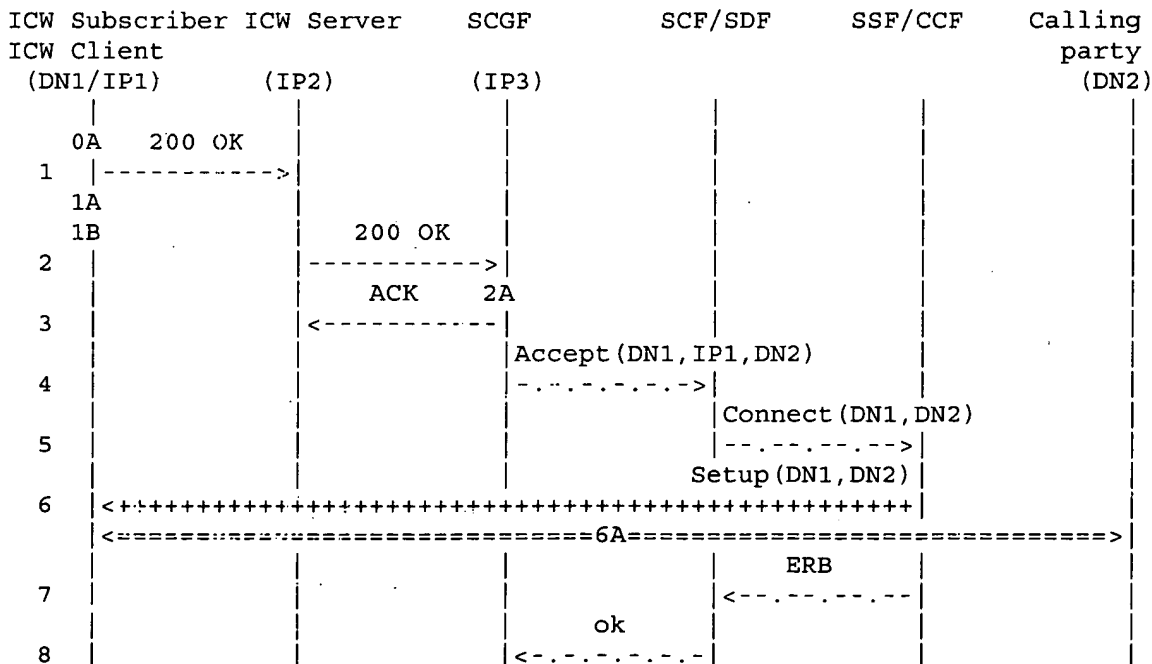 ICW Subscriber ICW Server SCGF SCF/SDF SSF/CCF Calling
ICW Client party
(DN1/IP1) (IP2) (IP3) (DN2)
0A 200 OK
1
1A
1B 200 OK
2
ACK 2A
3
Accept(DN1,IP1,DN2)
4
Connect(DN1,DN2)
5
Setup(DN1,DN2)
6
6A
ERB
7
ok
8